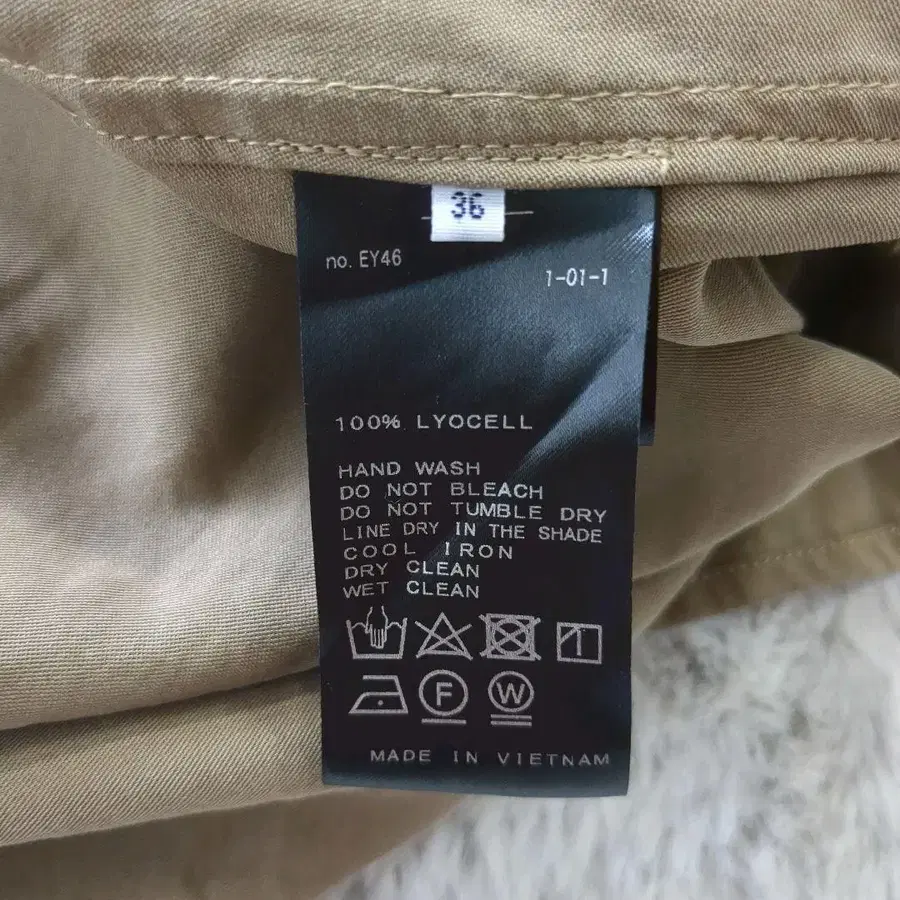 36
no. EY46
1-01-1
100% LYOCELL
HAND WASH
DO NOT BLEACH
DO NOT TUMBLE DRY
LINE DRY IN THE SHADE
COOL IRON
DRY CLEAN
WET CLEAN
F W
MADE IN VIETNAM